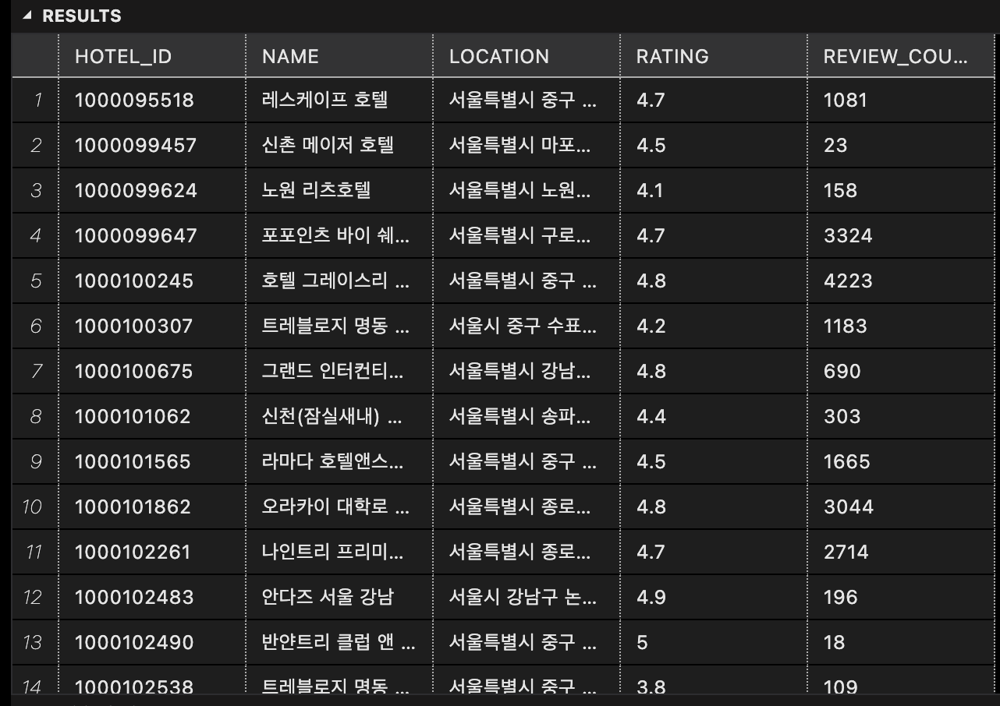 RESULTS
HOTEL_ID NAME LOCATION RATING REVIEW_COU...
1 1000095518 레스케이프 호텔 서울특별시 중구 ... 4.7 1081
2 1000099457 신촌 메이저 호텔 서울특별시 마포... 4.5 23
3 1000099624 노원 리츠호텔 서울특별시 노원... 4.1 158
4 1000099647 포포인츠 바이 쉐... 서울특별시 구로... 4.7 3324
5 1000100245 호텔 그레이스리 ... 서울특별시 중구 ... 4.8 4223
6 1000100307 트레블로지 명동 ... 서울시 중구 수표... 4.2 1183
7 1000100675 그랜드 인터컨티... 서울특별시 강남... 4.8 690
8 1000101062 신천(잠실새내) ... 서울특별시 송파... 4.4 303
9 1000101565 라마다 호텔앤스... 서울특별시 중구 ... 4.5 1665
10 1000101862 오라카이 대학로 ... 서울특별시 종로... 4.8 3044
11 1000102261 나인트리 프리미... 서울특별시 종로... 4.7 2714
12 1000102483 안다즈 서울 강남 서울시 강남구 논... 4.9 196
13 1000102490 반얀트리 클럽 앤 ... 서울특별시 중구 ... 5 18
14 1000102538 트레블로지 명동 ... 서울특별시 중구 ... 3.8 109